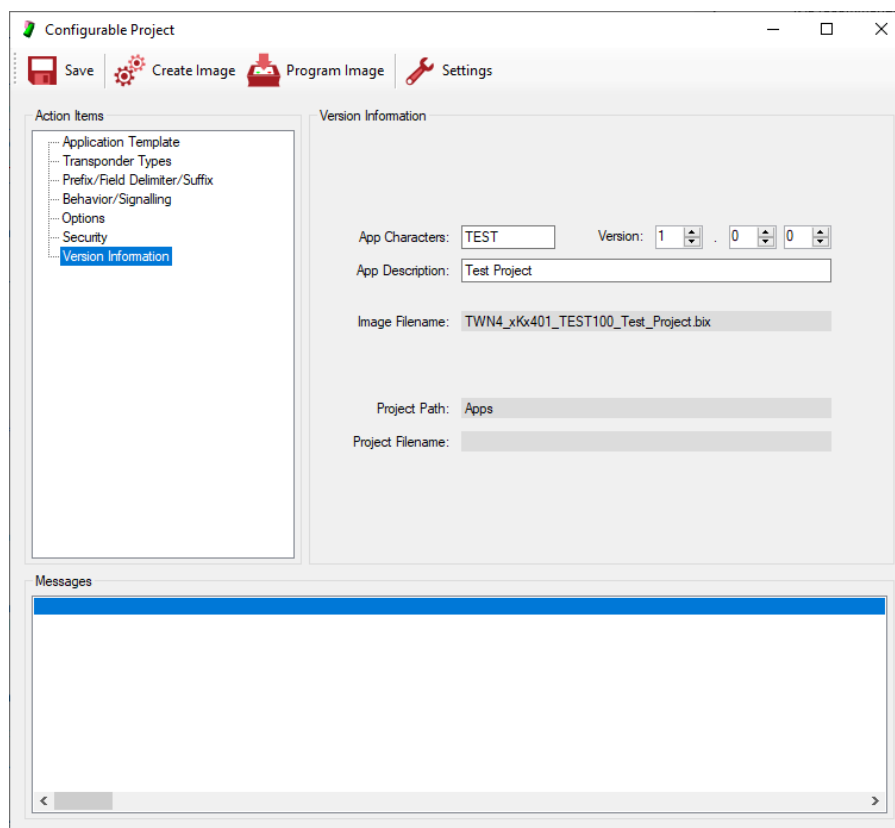 Configurable Project
Save Create Image Program Image Settings
Action Items
Application Template
Transponder Types
Prefix/Field Delimiter/Suffix
Behavior/Signalling
Options
Security
Version Information
Version Information
App Characters: TEST Version: 1 . 0 0
App Description: Test Project
Image Filename: TWN4_xKx401_TEST100_Test_Project.bix
Project Path: Apps
Project Filename:
Messages